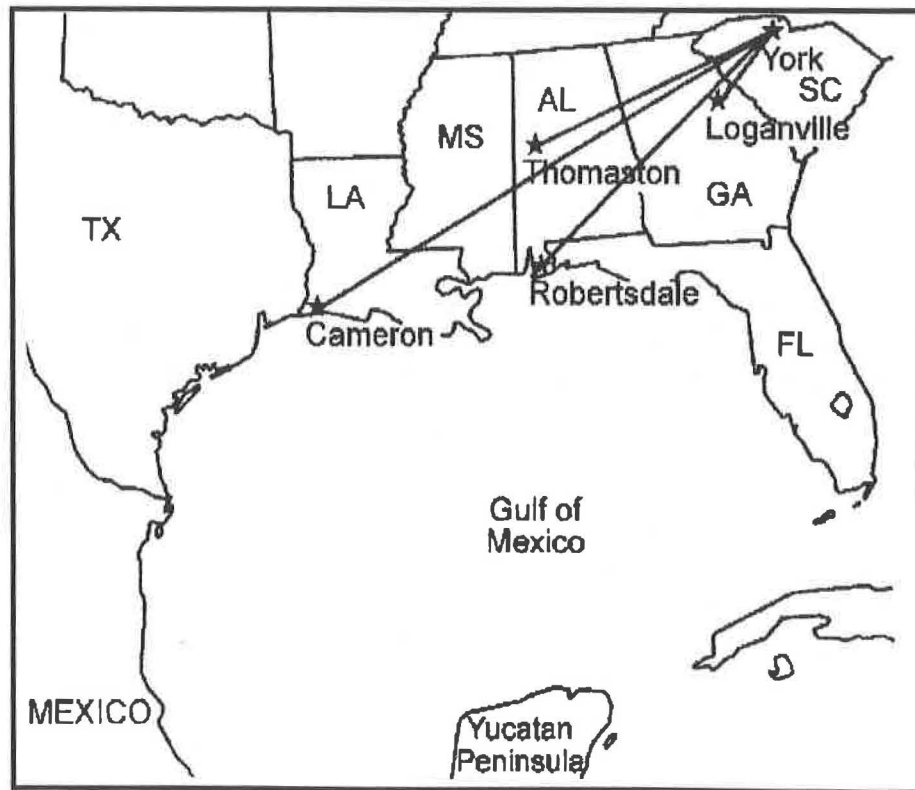 York
SC
AL
Loganville
MS
Thomaston
LA
GA
TX
Robertsdale
Cameron
FL
Gulf of
Mexico
MEXICO
Yucatan
Peninsula